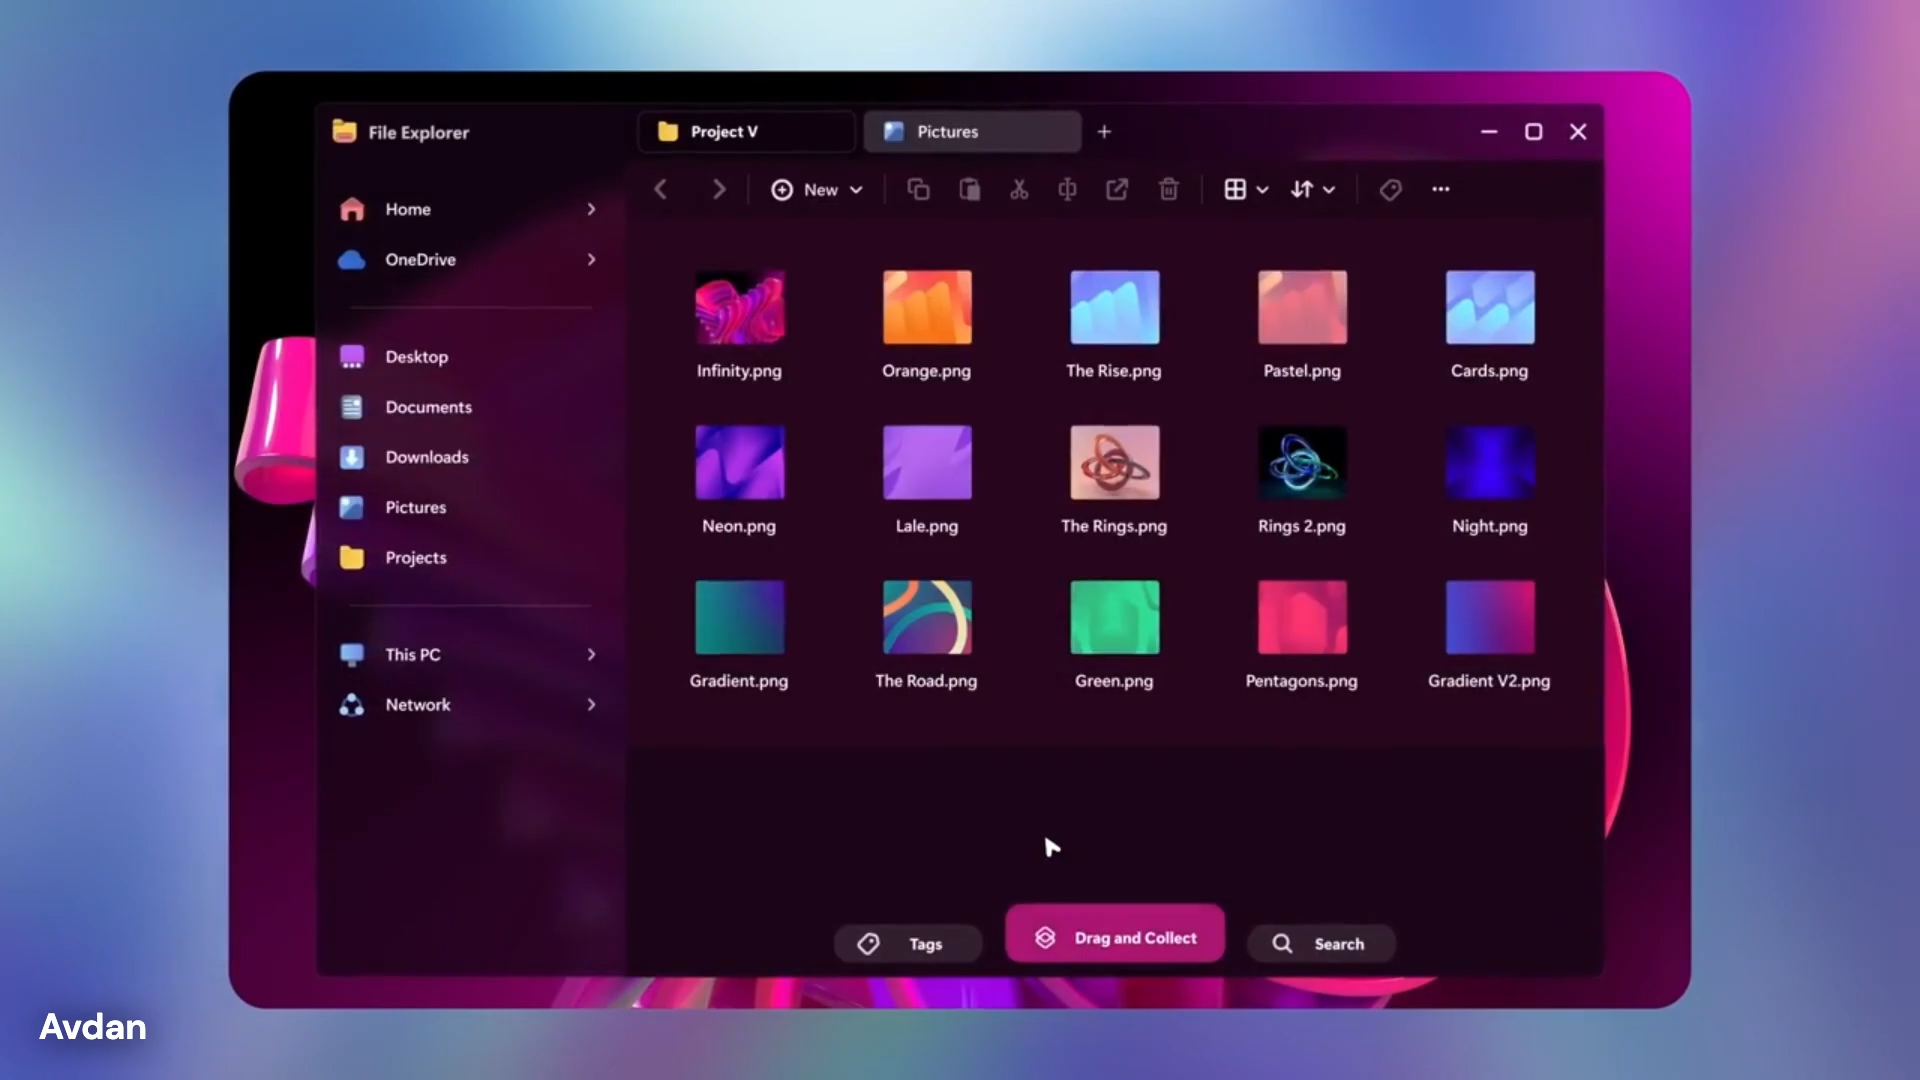 File Explorer
Project V
Pictures
New
Home
OneDrive
Desktop
Documents
Downloads
Pictures
Projects
This PC
Network
Infinity.png
Orange.png
The Rise.png
Pastel.png
Cards.png
Neon.png
Lale.png
The Rings.png
Rings 2.png
Night.png
Gradient.png
The Road.png
Green.png
Pentagons.png
Gradient V2.png
Tags
Drag and Collect
Search
Avdan